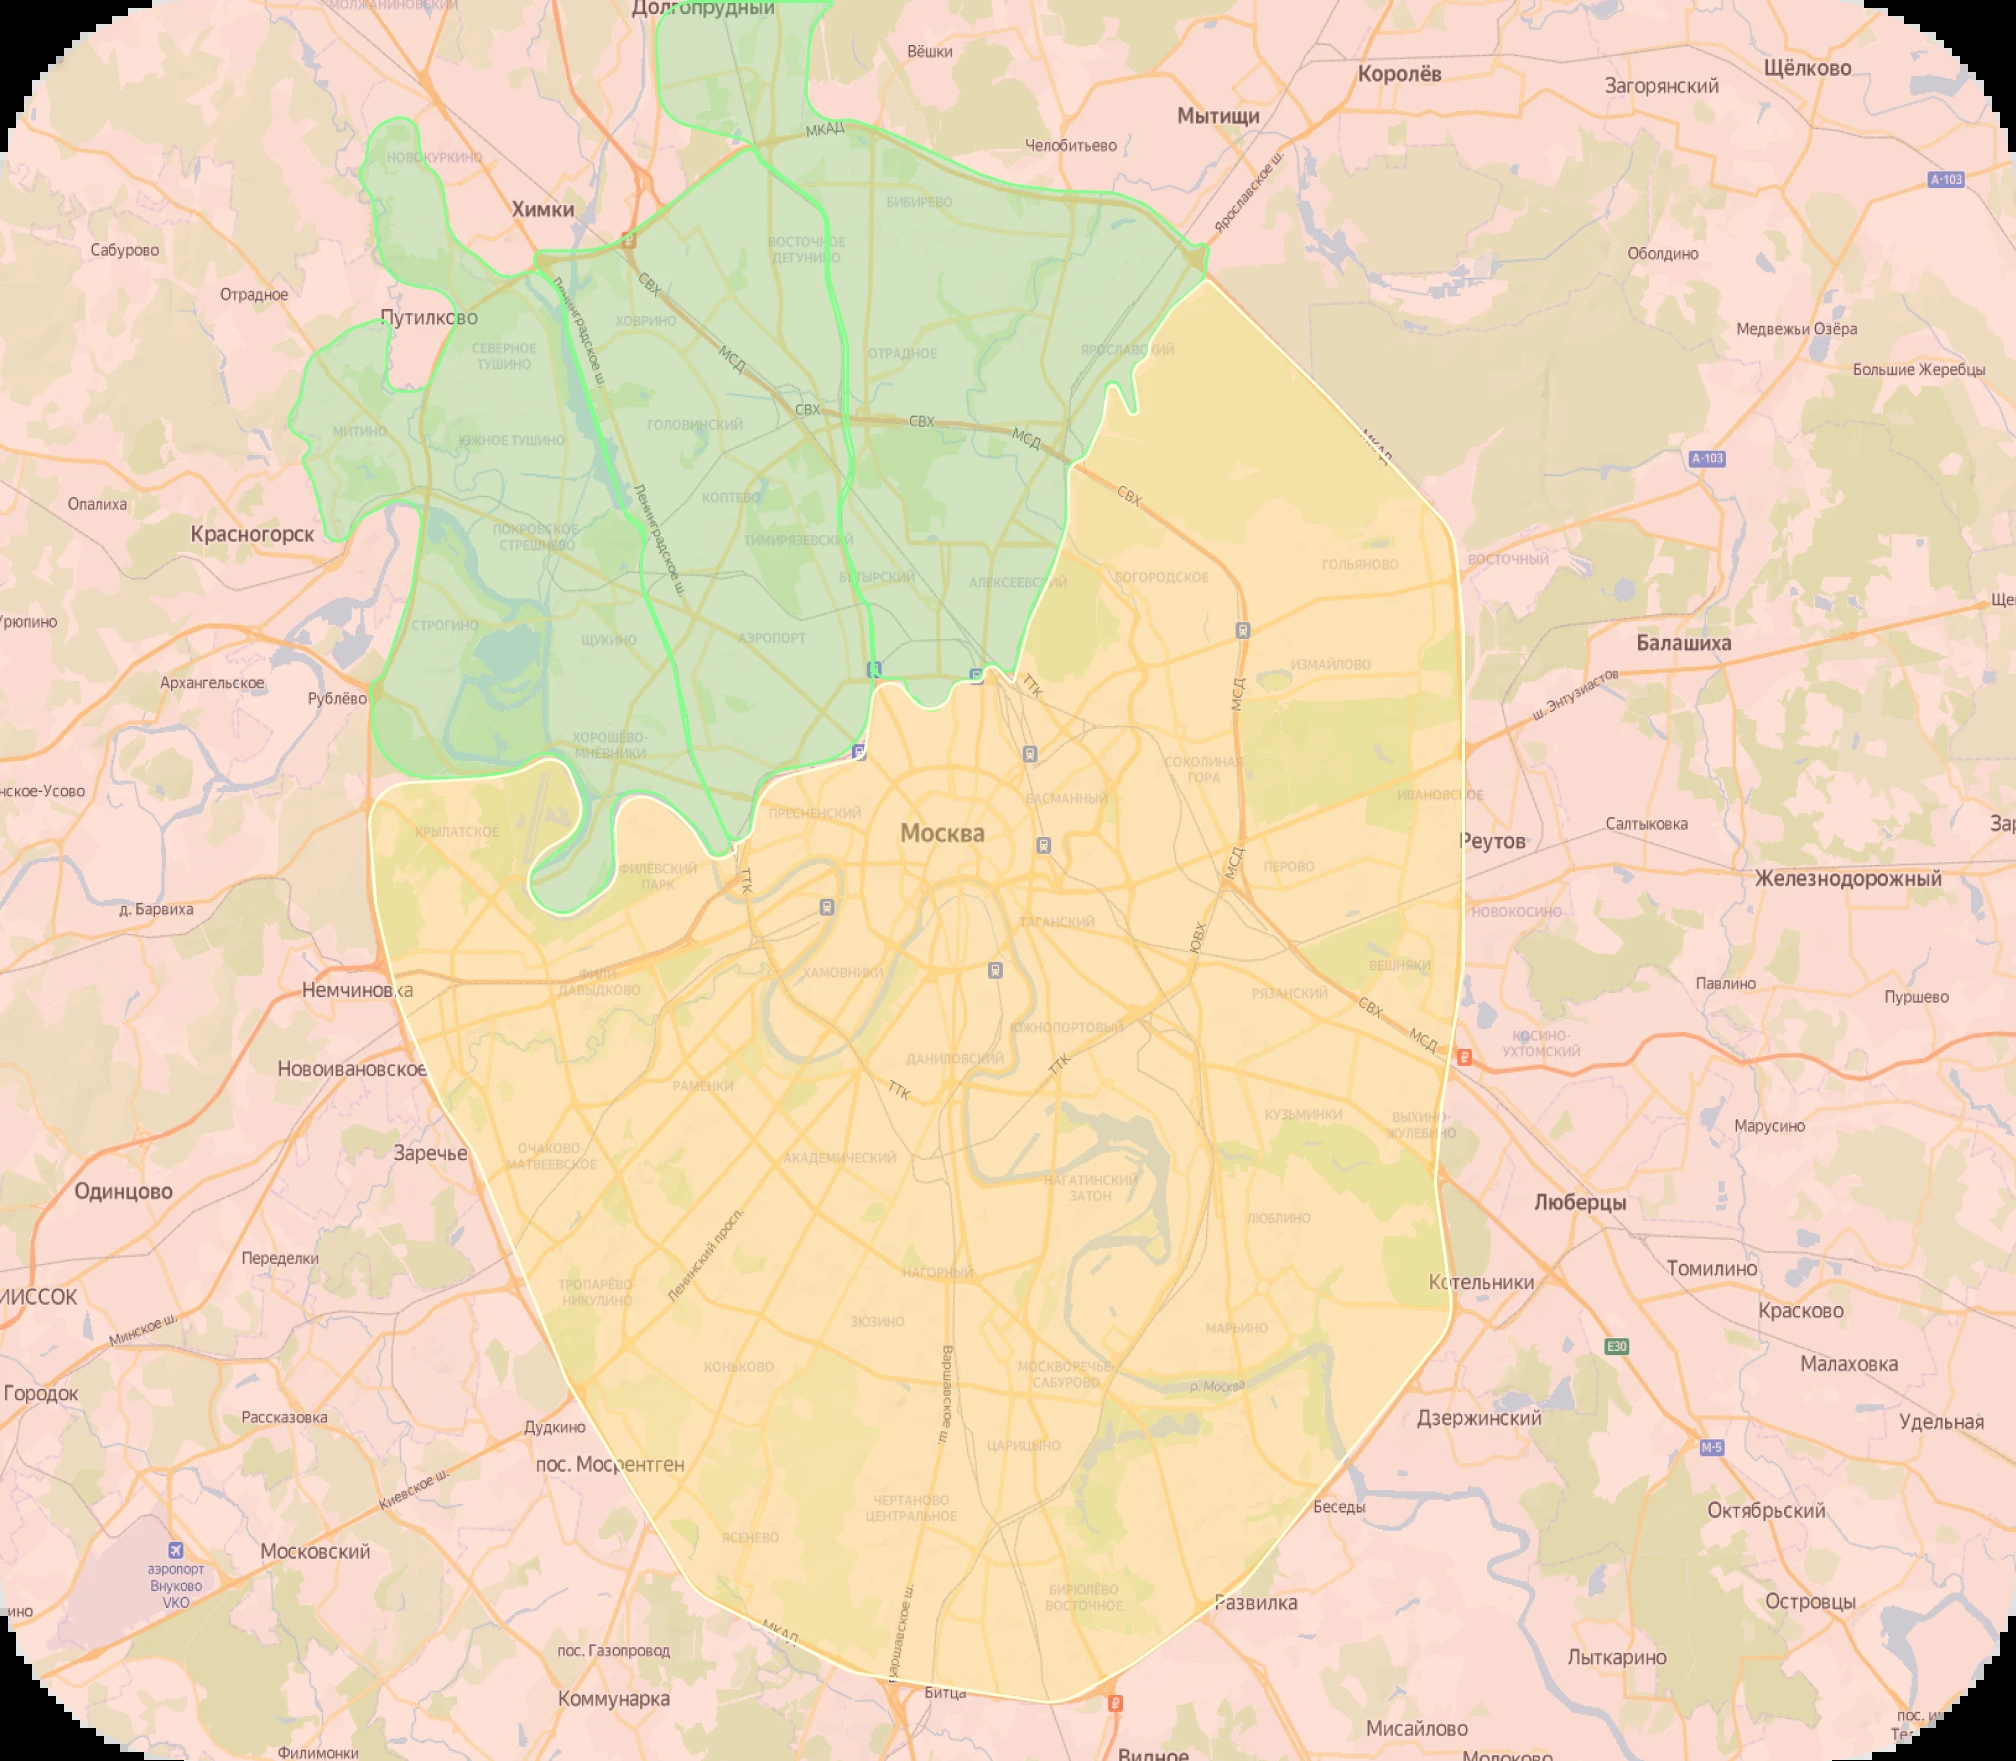 МОЛЖАНИНОВСКИЙ
Долгопрудный
Вёшки
Королёв
Щёлково
Загорянский
Мытищи
МКАД
Челобитьево
НОВОКУРКИНО
Ярославское ш.
А-103
Химки
БИБИРЕВО
Сабурово
ВОСТОЧНОЕ
ДЕГУНИНО
Оболдино
Отрадное
СВХ
Ленинградское ш.
Путилково
ХОВРИНО
Медвежьи Озёра
СЕВЕРНОЕ
ТУШИНО
МСД
ОТРАДНОЕ
ЯРОСЛАВСКИЙ
Большие Жеребцы
СВХ
СВХ
МСД
МИТИНО
ЮЖНОЕ ТУШИНО
ГОЛОВИНСКИЙ
МКАД
А-103
Опалиха
КОПТЕВО
СВХ
Красногорск
ПОКРОВСКОЕ-
СТРЕШНЕВО
Ленинградское ш.
ТИМИРЯЗЕВСКИЙ
БУТЫРСКИЙ
АЛЕКСЕЕВСКИЙ
БОГОРОДСКОЕ
ГОЛЬЯНОВО
ВОСТОЧНЫЙ
СТРОГИНО
ЩУКИНО
АЭРОПОРТ
Балашиха
ИЗМАЙЛОВО
Архангельское
Рублёво
ТТК
МСД
ш. Энтузиастов
ХОРОШЁВО-
МНЁВНИКИ
СОКОЛИНАЯ
ГОРА
ИВАНОВСКОЕ
БАСМАННЫЙ
ПРЕСНЕНСКИЙ
КРЫЛАТСКОЕ
Москва
Реутов
Салтыковка
ФИЛЁВСКИЙ
ПАРК
ТТК
МСД
ПЕРОВО
Железнодорожный
д. Барвиха
НОВОКОСИНО
ТАГАНСКИЙ
ЮВХ
ХАМОВНИКИ
ФИЛИ-
ДАВЫДКОВО
ВЕШНЯКИ
Немчиновка
РЯЗАНСКИЙ
Павлино
Пуршево
СВХ
МСД
ЮЖНОПОРТОВЫЙ
КОСИНО-
УХТОМСКИЙ
Новоивановское
ДАНИЛОВСКИЙ
ТТК
РАМЕНКИ
ТТК
КУЗЬМИНКИ
ВЫХИНО-
ЖУЛЕБИНО
Марусино
Заречье
ОЧАКОВО-
МАТВЕЕВСКОЕ
АКАДЕМИЧЕСКИЙ
НАГАТИНСКИЙ
ЗАТОН
Одинцово
Люберцы
ЛЮБЛИНО
Ленинский просп.
Переделки
НАГОРНЫЙ
Томилино
ТРОПАРЁВО-
НИКУЛИНО
Котельники
Красково
ЗЮЗИНО
МАРЬИНО
Минское ш.
Е30
КОНЬКОВО
Варшавское ш.
МОСКВОРЕЧЬЕ-
САБУРОВО
Малаховка
р. Москва
Городок
Рассказовка
Дудкино
Дзержинский
Удельная
ЦАРИЦЫНО
М-5
пос. Мосрентген
Киевское ш.
ЧЕРТАНОВО
ЦЕНТРАЛЬНОЕ
Беседы
Октябрьский
ЯСЕНЕВО
Московский
аэропорт
Внуково
VKO
БИРЮЛЁВО
ВОСТОЧНОЕ
Развилка
Островцы
МКАД
Варшавское ш.
пос. Газопровод
Лыткарино
Битца
Коммунарка
Мисайлово
Филимонки
Видное
Молоково